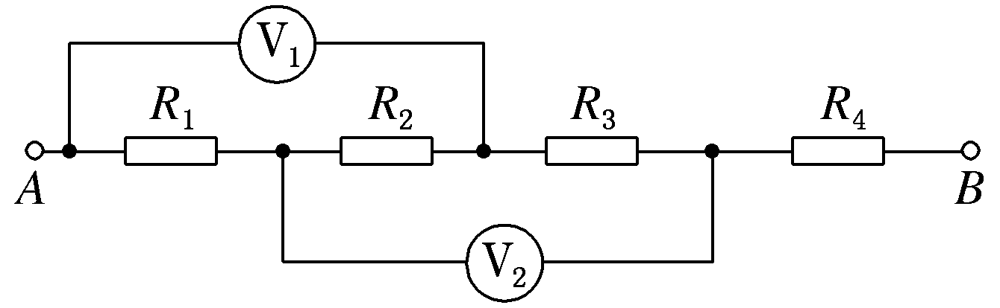 V₁
R₁ R₂ R₃ R₄
A B
V₂